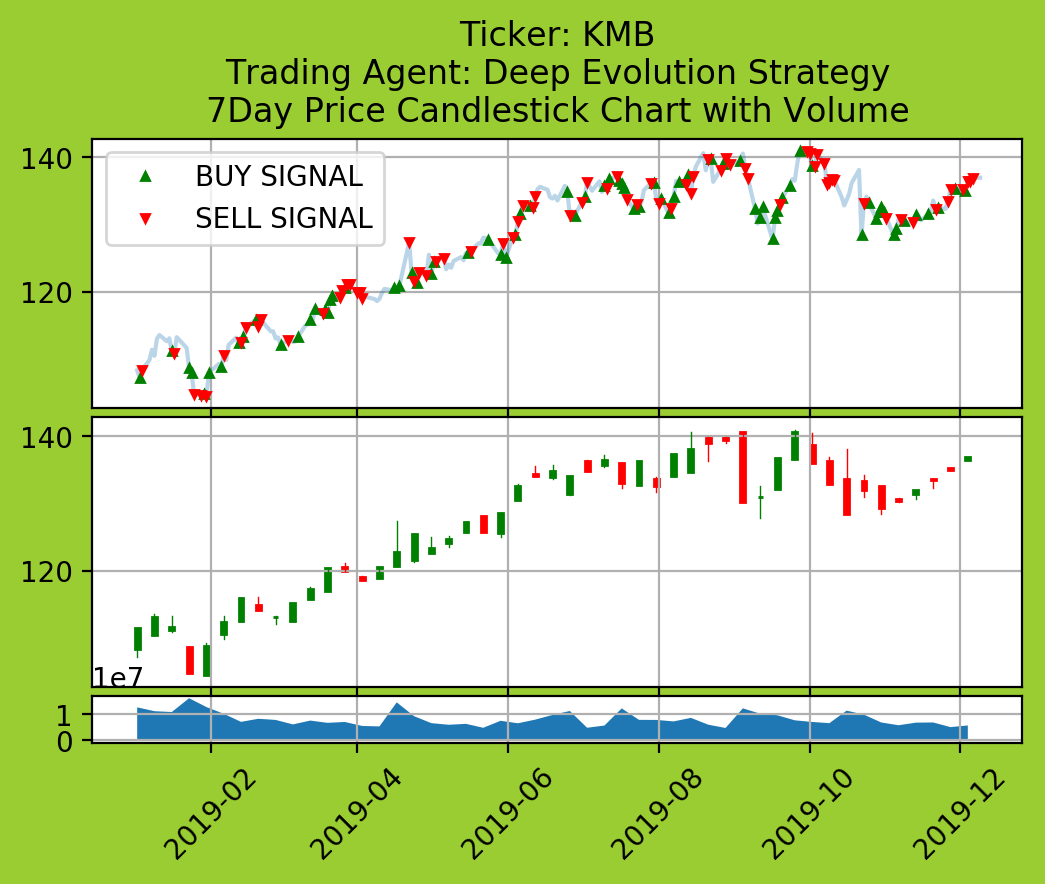 Ticker: KMB
Trading Agent: Deep Evolution Strategy
7Day Price Candlestick Chart with Volume
140
120
BUY SIGNAL
SELL SIGNAL
140
120
1e7
1
0
2019-02
2019-04
2019-06
2019-08
2019-10
2019-12